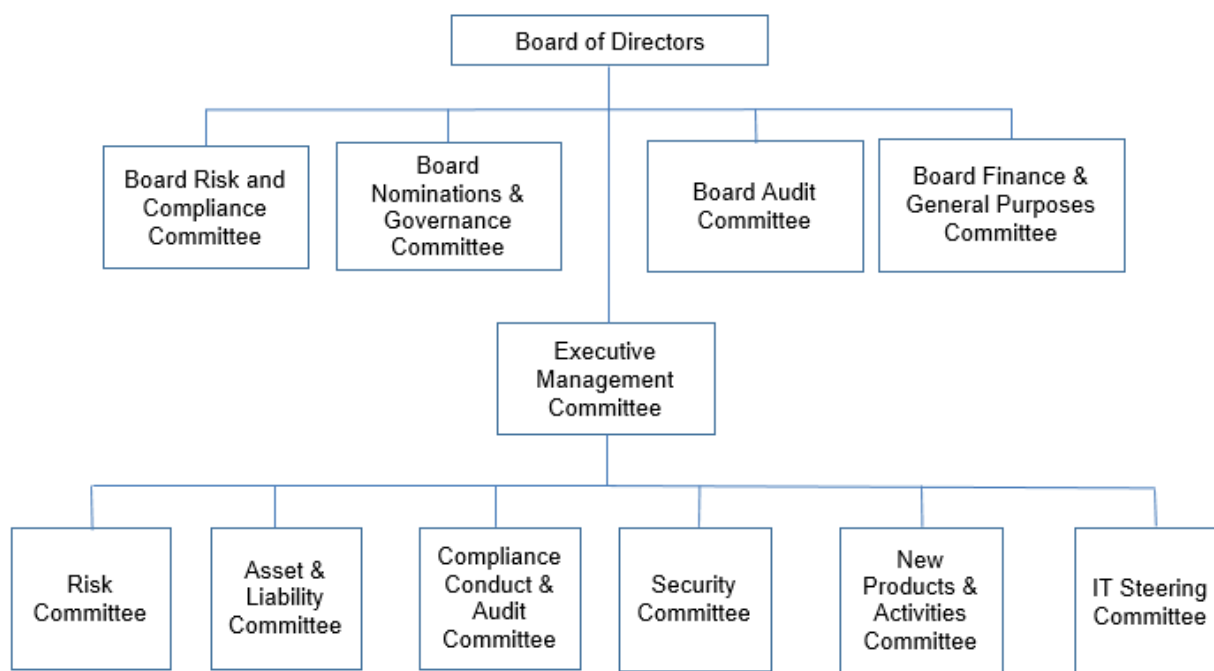 Board of Directors
Board Risk and
Compliance
Committee
Board
Nominations &
Governance
Committee
Board Audit
Committee
Board Finance &
General Purposes
Committee
Executive
Management
Committee
Risk
Committee
Asset &
Liability
Committee
Compliance
Conduct &
Audit
Committee
Security
Committee
New
Products &
Activities
Committee
IT Steering
Committee